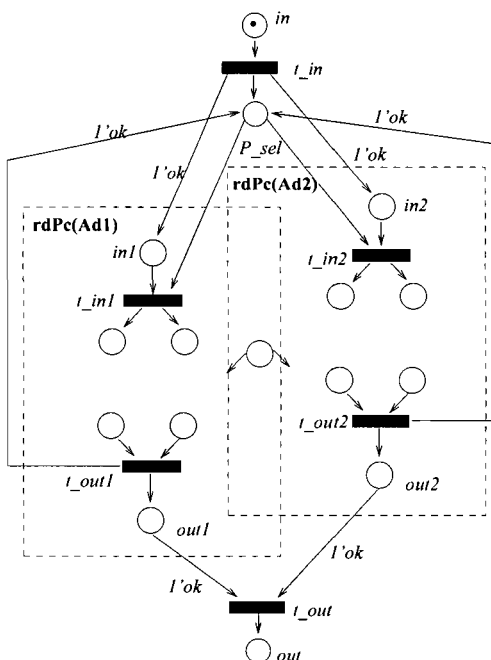 in
t_in
1'ok
P_sel
1'ok
1'ok
1'ok
rdPc(Ad1)
rdPc(Ad2)
in1
in2
t_in1
t_in2
t_out1
t_out2
out1
out2
1'ok
1'ok
t_out
out